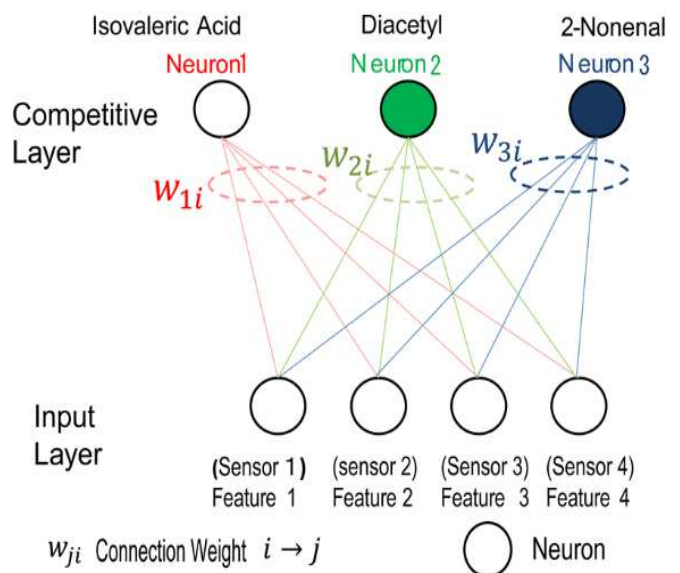 Isovaleric Acid Diacetyl 2-Nonenal
Neuron1 Neuron 2 Neuron 3
Competitive
Layer
w1i w2i w3i
Input
Layer
(Sensor 1) (sensor 2) (Sensor 3) (Sensor 4)
Feature 1 Feature 2 Feature 3 Feature 4
wji Connection Weight i → j Neuron